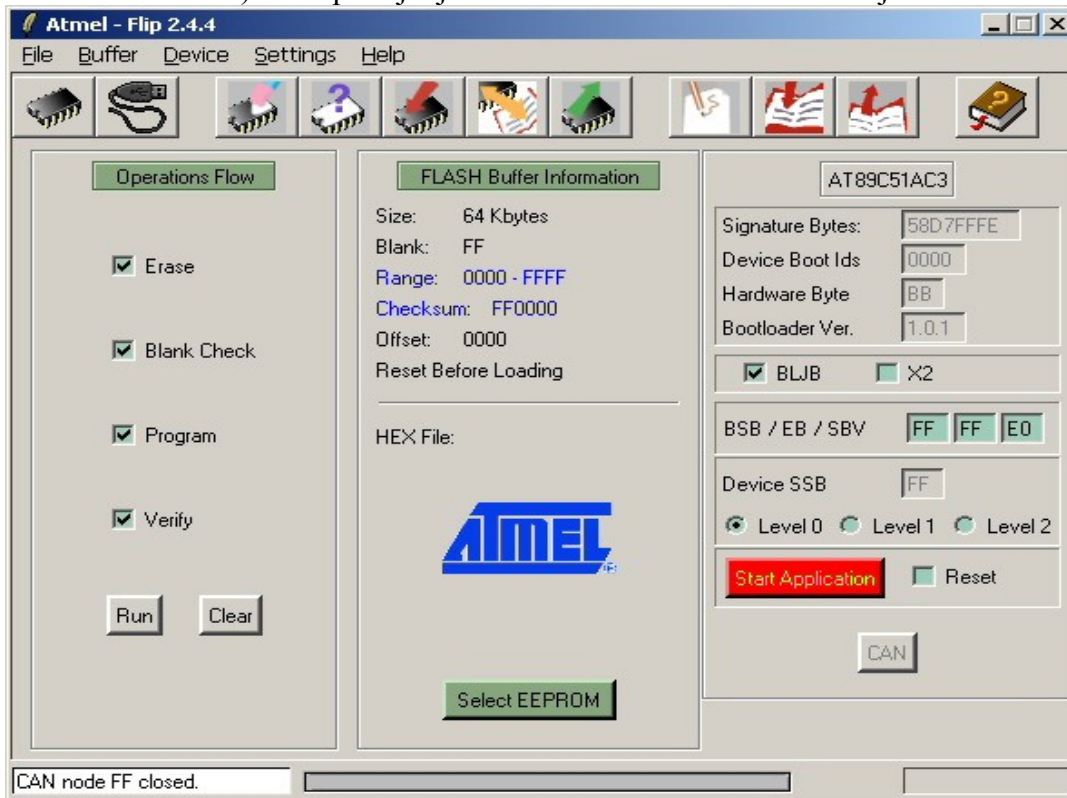 Atmel - Flip 2.4.4
File Buffer Device Settings Help
Operations Flow
Erase
Blank Check
Program
Verify
Run Clear
FLASH Buffer Information
Size: 64 Kbytes
Blank: FF
Range: 0000 - FFFF
Checksum: FF0000
Offset: 0000
Reset Before Loading
HEX File:
ATMEL
Select EEPROM
AT89C51AC3
Signature Bytes: 58D7FFFE
Device Boot Ids 0000
Hardware Byte BB
Bootloader Ver. 1.0.1
BLJB X2
BSB / EB / SBV FF FF E0
Device SSB FF
Level 0 Level 1 Level 2
Start Application Reset
CAN
CAN node FF closed.